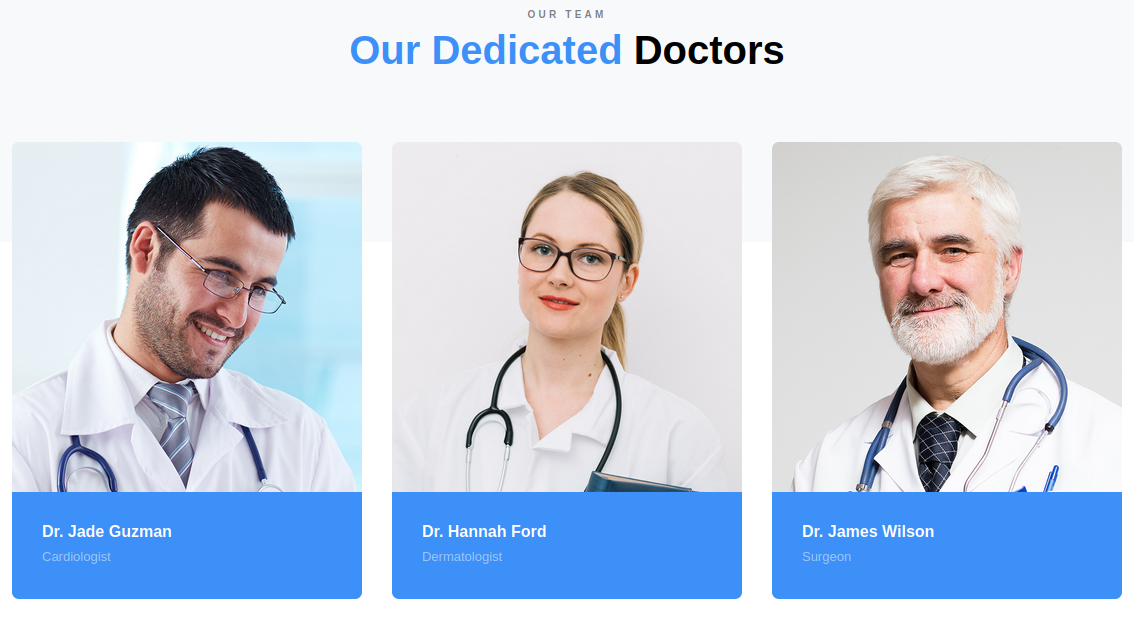 OUR TEAM
Our Dedicated Doctors
Dr. Jade Guzman
Cardiologist
Dr. Hannah Ford
Dermatologist
Dr. James Wilson
Surgeon